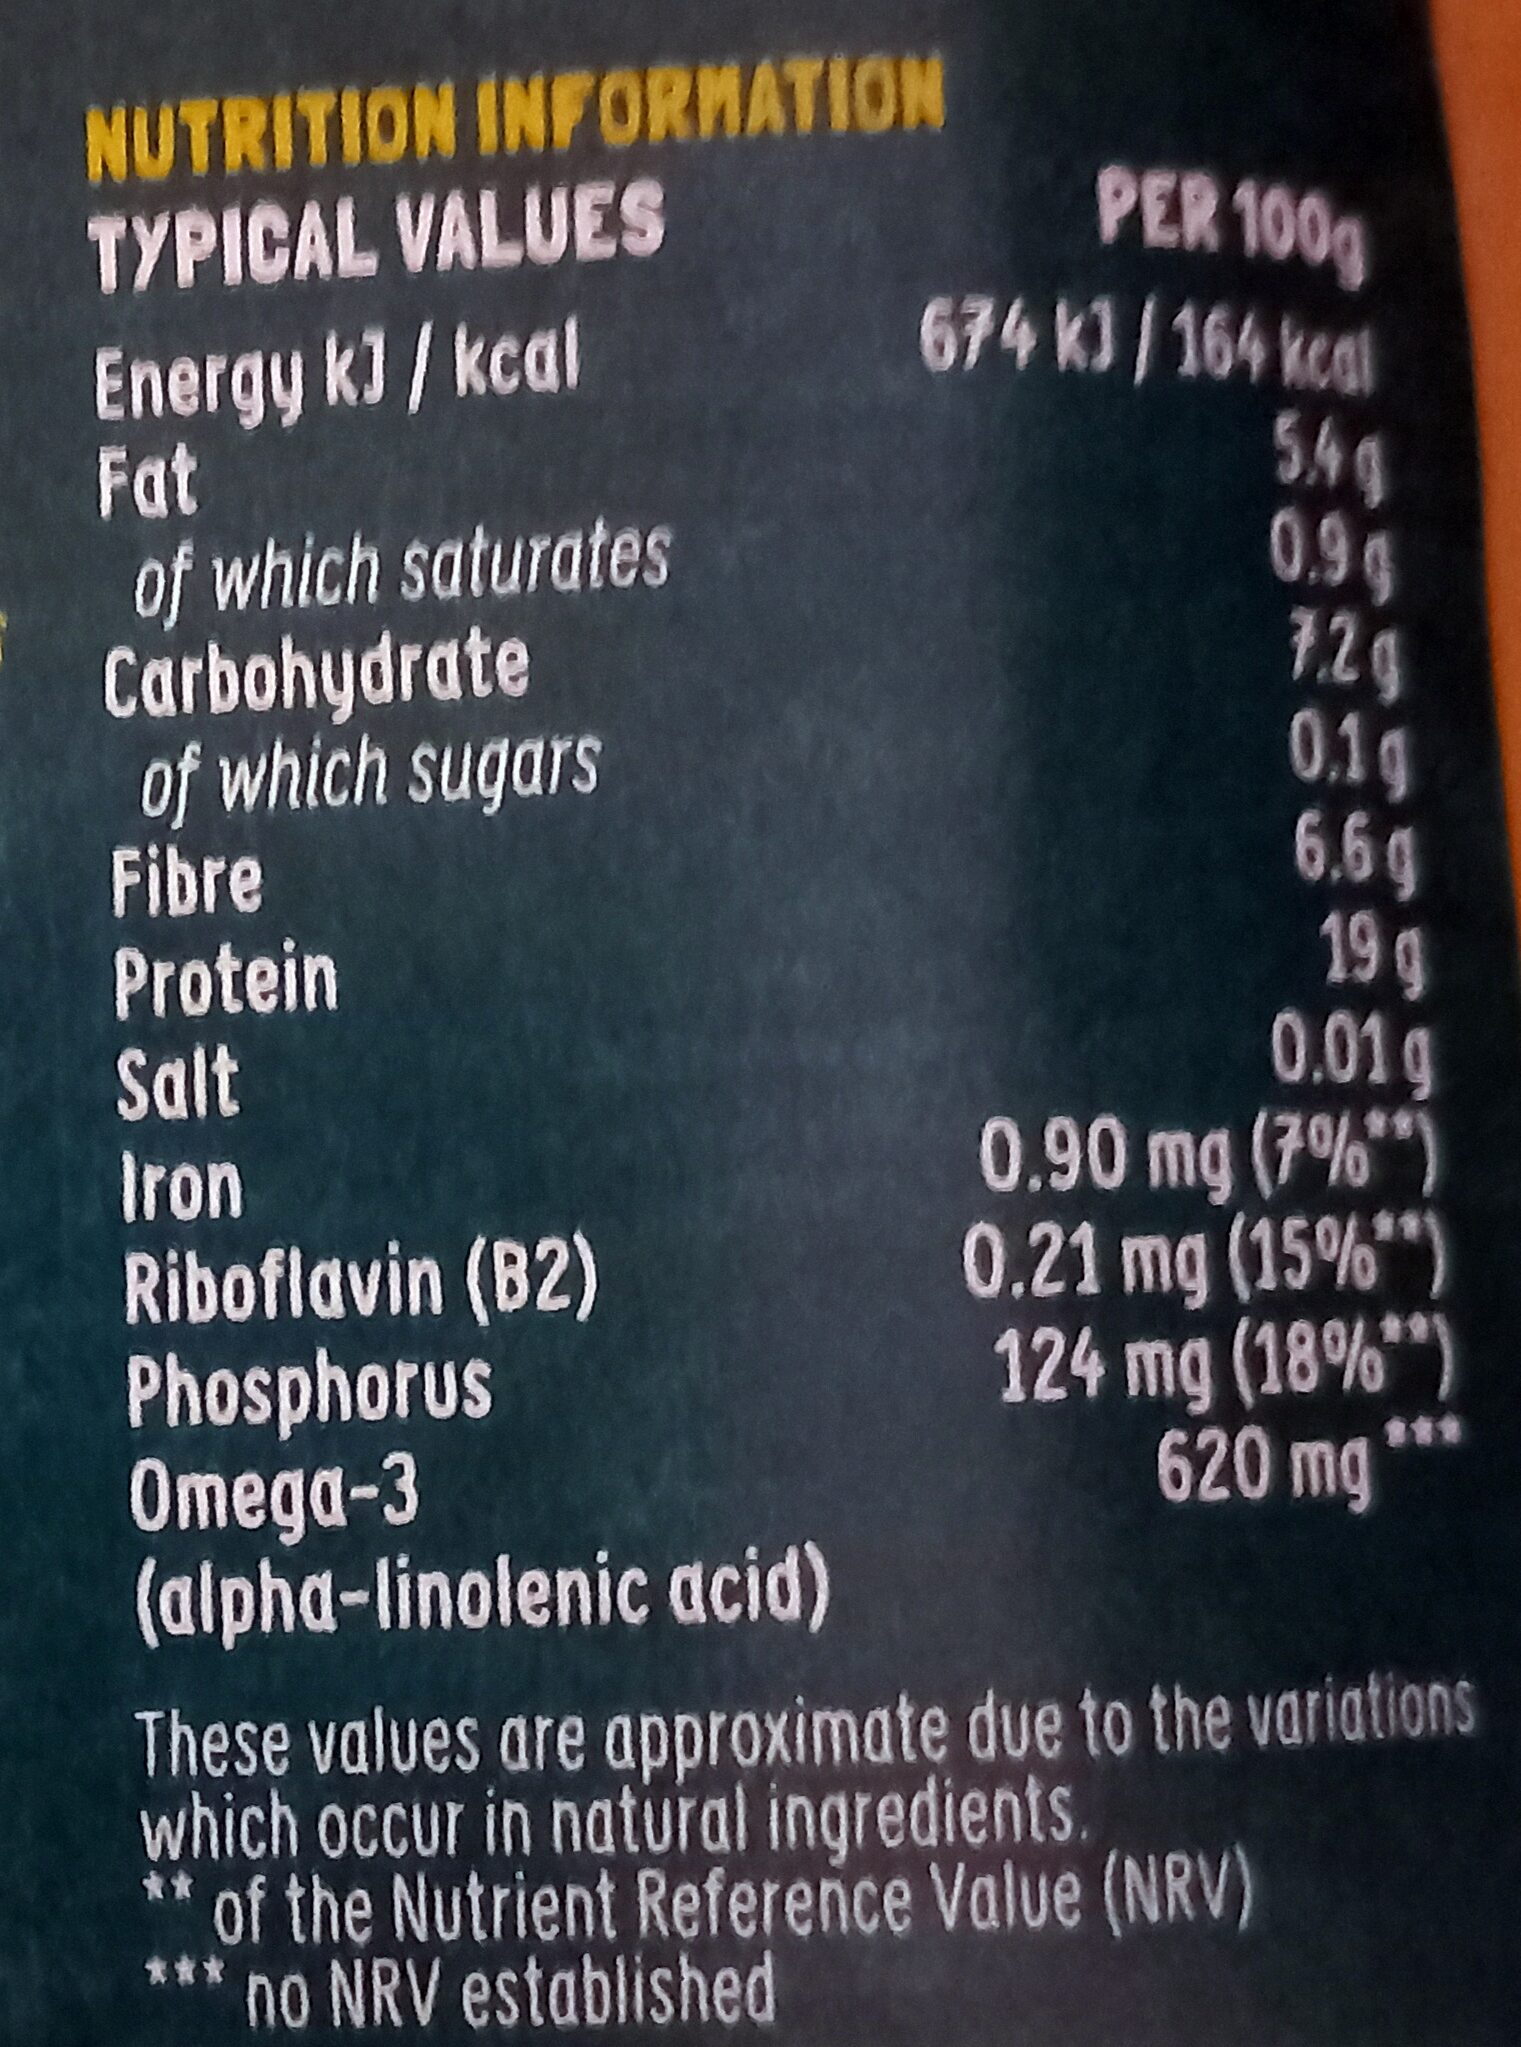 NUTRITION INFORMATION
TYPICAL VALUES PER 100g
Energy kJ / kcal 674 kJ / 164 kcal
Fat 5.4 g
of which saturates 0.9 g
Carbohydrate 7.2 g
of which sugars 0.1 g
Fibre 6.6 g
Protein 19 g
Salt 0.01 g
Iron 0.90 mg (7%**)
Riboflavin (B2) 0.21 mg (15%**)
Phosphorus 124 mg (18%**)
Omega-3 620 mg ***
(alpha-linolenic acid)
These values are approximate due to the variations
which occur in natural ingredients.
** of the Nutrient Reference Value (NRV)
*** no NRV established